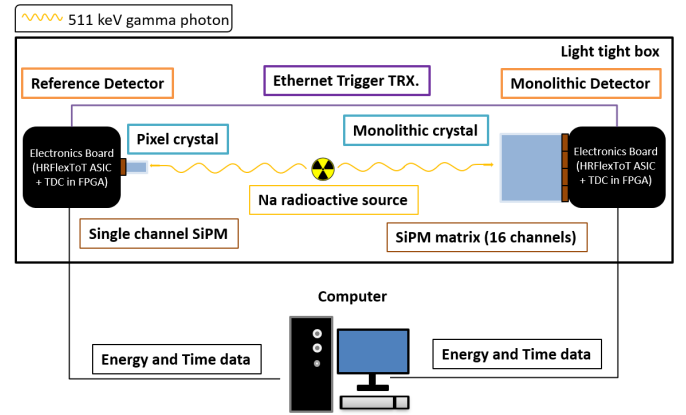 511 keV gamma photon
Light tight box
Reference Detector
Ethernet Trigger TRX.
Monolithic Detector
Pixel crystal
Monolithic crystal
Electronics Board
(HRFlexToT ASIC
+ TDC in FPGA)
Electronics Board
(HRFlexToT ASIC
+ TDC in FPGA)
Na radioactive source
Single channel SiPM
SiPM matrix (16 channels)
Computer
Energy and Time data
Energy and Time data